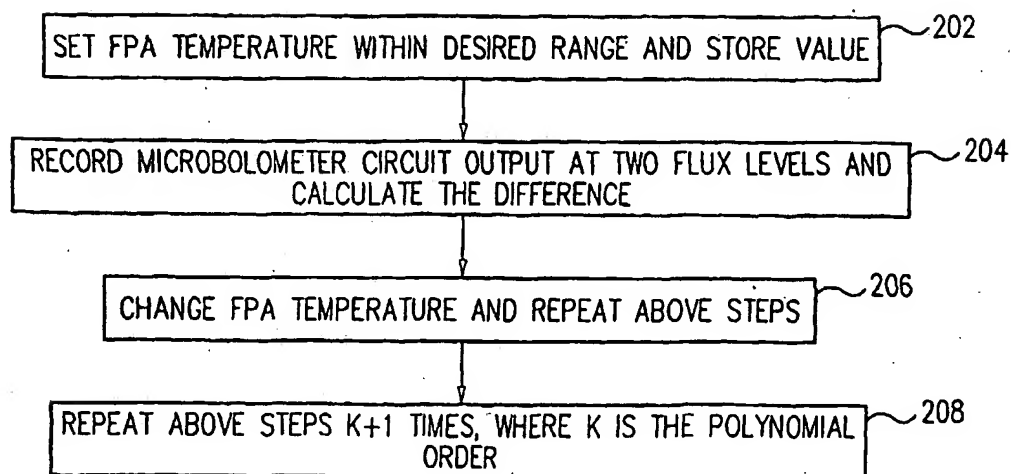 SET FPA TEMPERATURE WITHIN DESIRED RANGE AND STORE VALUE
202
RECORD MICROBOLOMETER CIRCUIT OUTPUT AT TWO FLUX LEVELS AND
CALCULATE THE DIFFERENCE
204
CHANGE FPA TEMPERATURE AND REPEAT ABOVE STEPS
206
REPEAT ABOVE STEPS K+1 TIMES, WHERE K IS THE POLYNOMIAL
ORDER
208